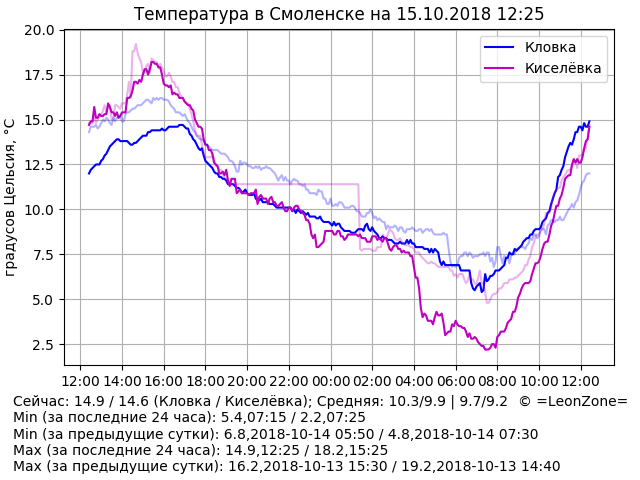 Температура в Смоленске на 15.10.2018 12:25
градусов Цельсия, °C
20.0
17.5
15.0
12.5
10.0
7.5
5.0
2.5
Кловка
Киселёвка
12:00 14:00 16:00 18:00 20:00 22:00 00:00 02:00 04:00 06:00 08:00 10:00 12:00
Сейчас: 14.9 / 14.6 (Кловка / Киселёвка); Средняя: 10.3/9.9 | 9.7/9.2 © =LeonZone=
Min (за последние 24 часа): 5.4,07:15 / 2.2,07:25
Min (за предыдущие сутки): 6.8,2018-10-14 05:50 / 4.8,2018-10-14 07:30
Max (за последние 24 часа): 14.9,12:25 / 18.2,15:25
Max (за предыдущие сутки): 16.2,2018-10-13 15:30 / 19.2,2018-10-13 14:40